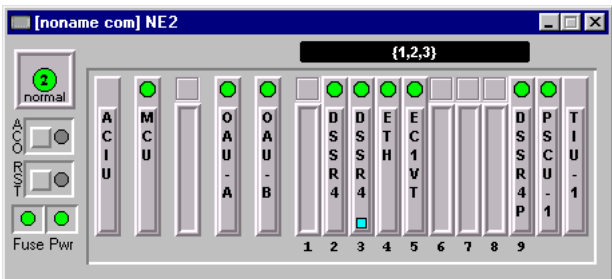 [noname com] NE2
{1,2,3}
2
normal
ACO
RST
Fuse Pwr
ACIU
MCU
OAU-A
OAU-B
DSSR4
DSSR4
ETH
EC1VT
DSSR4P
PSCU-1
TIU-1
1 2 3 4 5 6 7 8 9